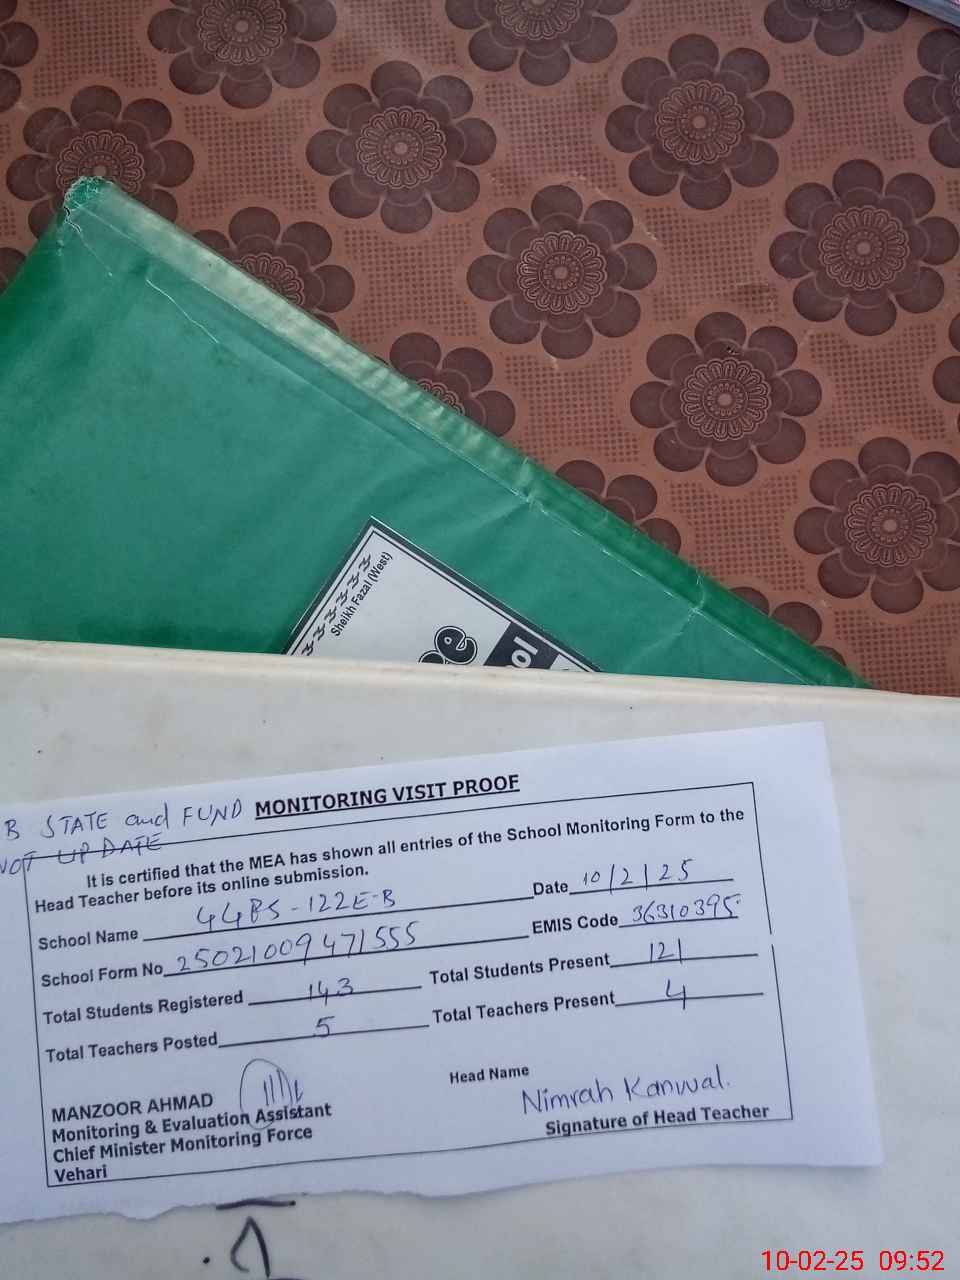 Sheikh Fazal (West)
B STATE and FUND
NOT UP DATE
MONITORING VISIT PROOF
It is certified that the MEA has shown all entries of the School Monitoring Form to the
Head Teacher before its online submission.
School Name 44BS-122E-B Date 10/2/25
School Form No 25021009471555 EMIS Code 36310395
Total Students Registered 143 Total Students Present 121
Total Teachers Posted 5 Total Teachers Present 4
MANZOOR AHMAD Head Name
Monitoring & Evaluation Assistant Nimrah Kanwal.
Chief Minister Monitoring Force Signature of Head Teacher
Vehari
10-02-25 09:52